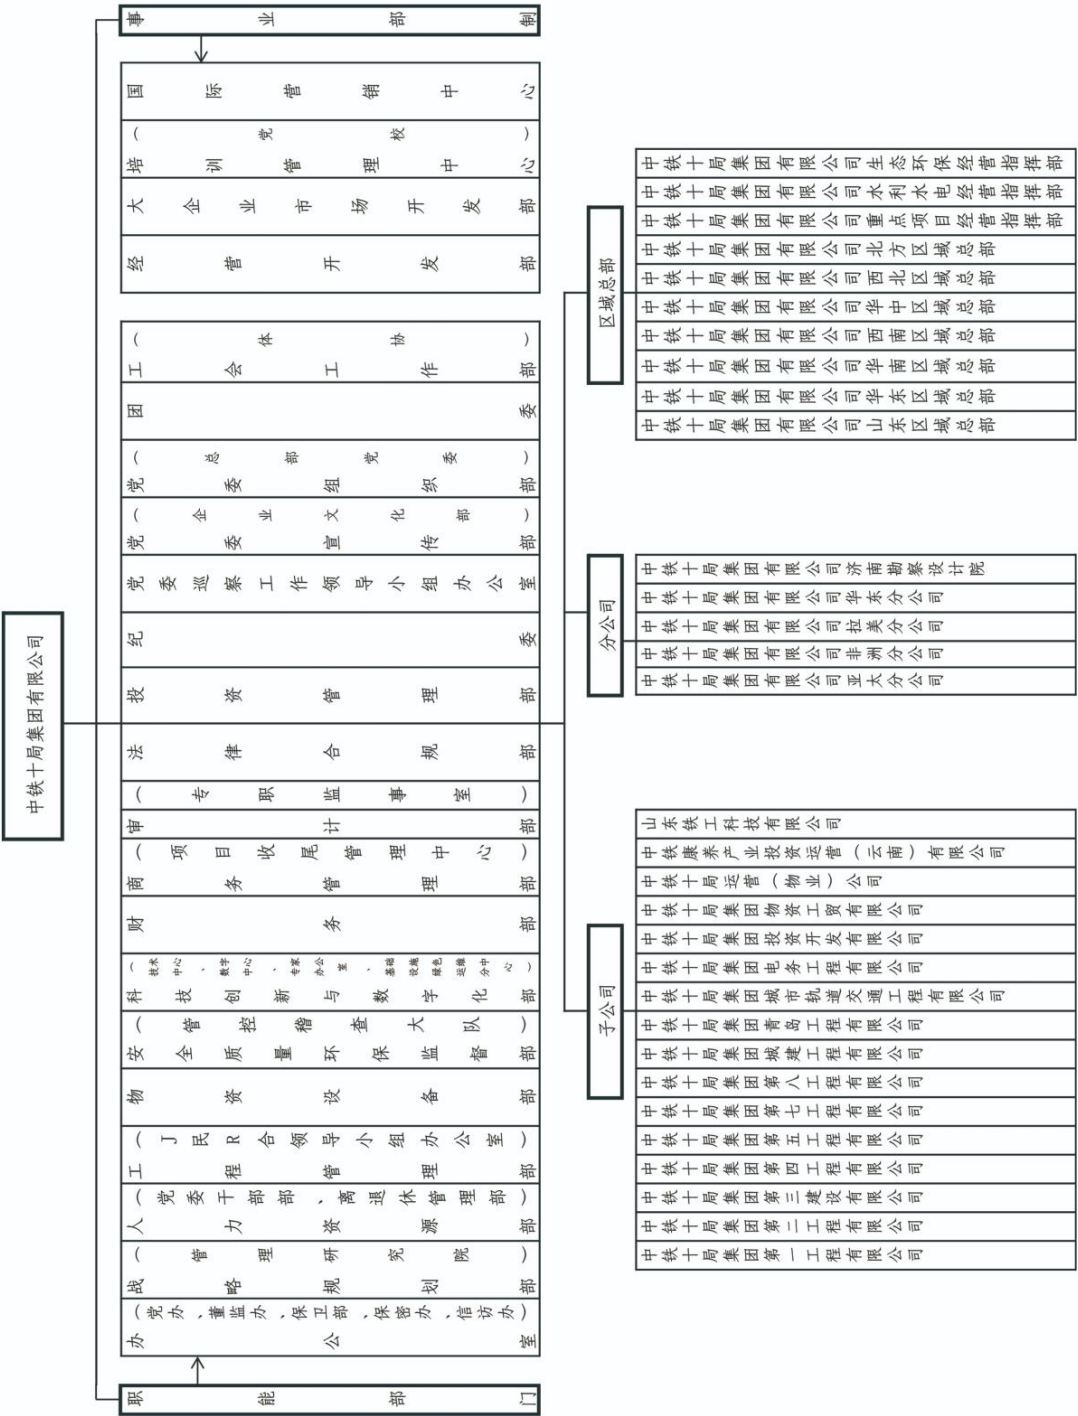 中铁十局集团有限公司
职能部门
办公室
（党办、董监办、保卫部、保密办、信访办）
战略规划部
（管理研究院）
人力资源部
（党委干部部、离退休管理部）
工程管理部
（J民R合领导小组办公室）
物资设备部
安全质量环保监督部
（管控稽查大队）
科技创新与数字化部
（技术中心、数字中心、专家办公室、基础设施绿色运维分中心）
财务部
商务管理部
（项目收尾管理中心）
审计部
（专职监事室）
法律合规部
投资管理部
纪委
党委巡察工作领导小组办公室
党委宣传部
（企业文化部）
党委组织部
（总部党委）
团委
工会工作部
（体协）
经营开发部
大企业市场开发部
培训管理中心
（党校）
国际营销中心
事业部制
子公司
中铁十局集团第一工程有限公司
中铁十局集团第二工程有限公司
中铁十局集团第三建设有限公司
中铁十局集团第四工程有限公司
中铁十局集团第五工程有限公司
中铁十局集团第七工程有限公司
中铁十局集团第八工程有限公司
中铁十局集团城建工程有限公司
中铁十局集团青岛工程有限公司
中铁十局集团城市轨道交通工程有限公司
中铁十局集团电务工程有限公司
中铁十局集团投资开发有限公司
中铁十局集团物资工贸有限公司
中铁十局运营（物业）公司
中铁康养产业投资运营（云南）有限公司
山东铁工科技有限公司
分公司
中铁十局集团有限公司亚太分公司
中铁十局集团有限公司非洲分公司
中铁十局集团有限公司拉美分公司
中铁十局集团有限公司华东分公司
中铁十局集团有限公司济南勘察设计院
区域总部
中铁十局集团有限公司山东区域总部
中铁十局集团有限公司华东区域总部
中铁十局集团有限公司华南区域总部
中铁十局集团有限公司西南区域总部
中铁十局集团有限公司华中区域总部
中铁十局集团有限公司西北区域总部
中铁十局集团有限公司北方区域总部
中铁十局集团有限公司重点项目经营指挥部
中铁十局集团有限公司水利水电经营指挥部
中铁十局集团有限公司生态环保经营指挥部